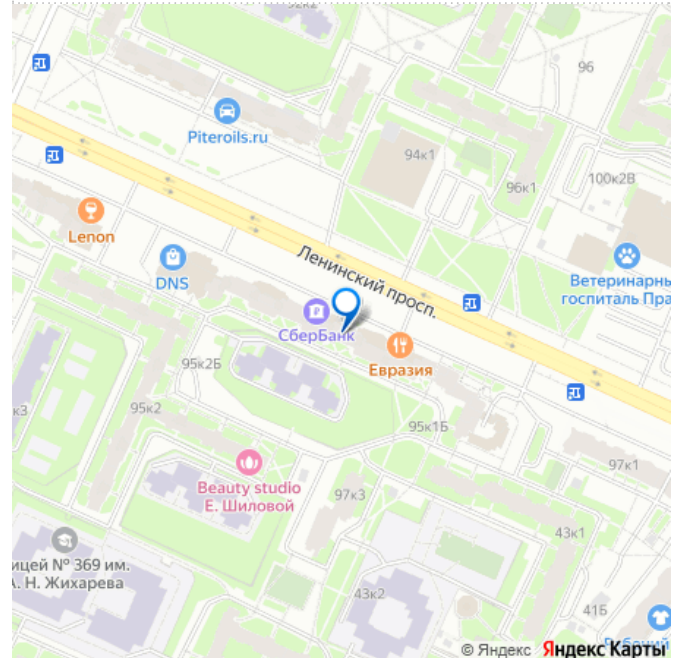 96
Piteroils.ru
94к1
96к1
100к2В
Lenon
Ленинский просп.
DNS
Ветеринарны
госпиталь Пра
СберБанк
Евразия
95к2Б
к3
95к2
95к1Б
97к1
Beauty studio
Е. Шиловой
97к3
43к1
ицей № 369 им.
А. Н. Жихарева
43к2
41Б
© Яндекс Яндекс Карты